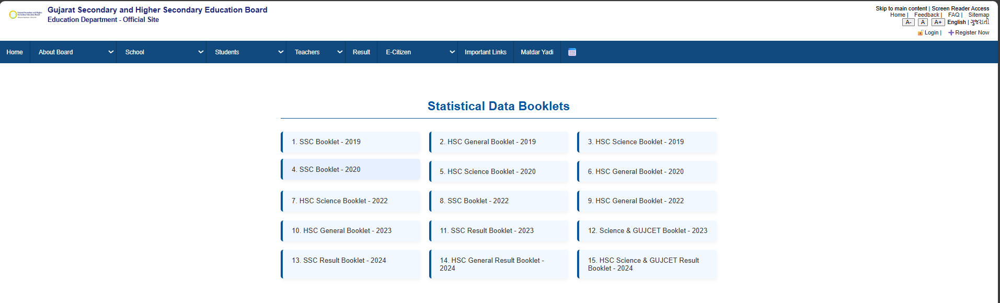 Gujarat Secondary and Higher Secondary Education Board
Education Department - Official Site
Skip to main content | Screen Reader Access
Home | Feedback | FAQ | Sitemap
A- A A+ English | ગુજરાતી
Login | Register Now
Home About Board School Students Teachers Result E-Citizen Important Links Matdar Yadi
Statistical Data Booklets
1. SSC Booklet - 2019
2. HSC General Booklet - 2019
3. HSC Science Booklet - 2019
4. SSC Booklet - 2020
5. HSC Science Booklet - 2020
6. HSC General Booklet - 2020
7. HSC Science Booklet - 2022
8. SSC Booklet - 2022
9. HSC General Booklet - 2022
10. HSC General Booklet - 2023
11. SSC Result Booklet - 2023
12. Science & GUJCET Booklet - 2023
13. SSC Result Booklet - 2024
14. HSC General Result Booklet -
2024
15. HSC Science & GUJCET Result
Booklet - 2024